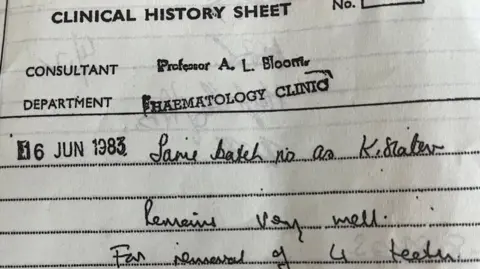 CLINICAL HISTORY SHEET
No.
CONSULTANT Professor A. L. Bloom
DEPARTMENT HAEMATOLOGY CLINIC
16 JUN 1983 Same batch no as K. Slater
Remains very well.
For removal of 4 teeth.